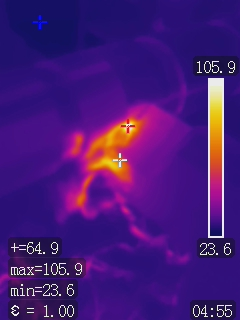 105.9
23.6
+=64.9
max=105.9
min=23.6
ε = 1.00
04:55